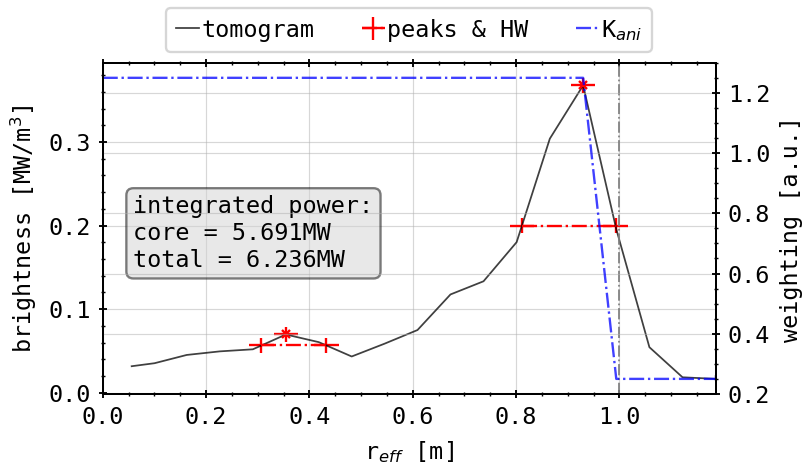 tomogram peaks & HW K_ani
brightness [MW/m³]
0.3
0.2
0.1
0.0
integrated power:
core = 5.691MW
total = 6.236MW
1.2
1.0
0.8
0.6
0.4
0.2
weighting [a.u.]
0.0 0.2 0.4 0.6 0.8 1.0
r_eff [m]